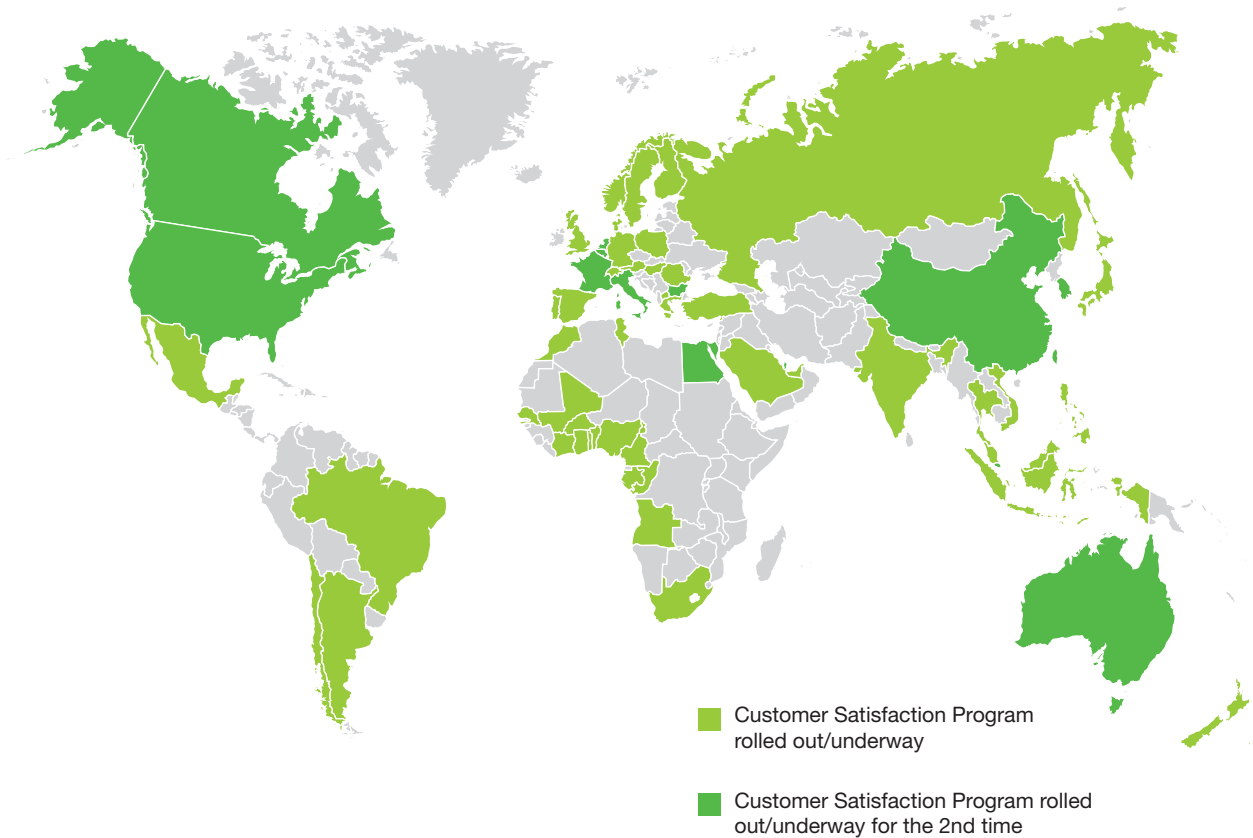 Customer Satisfaction Program
rolled out/underway
Customer Satisfaction Program rolled
out/underway for the 2nd time